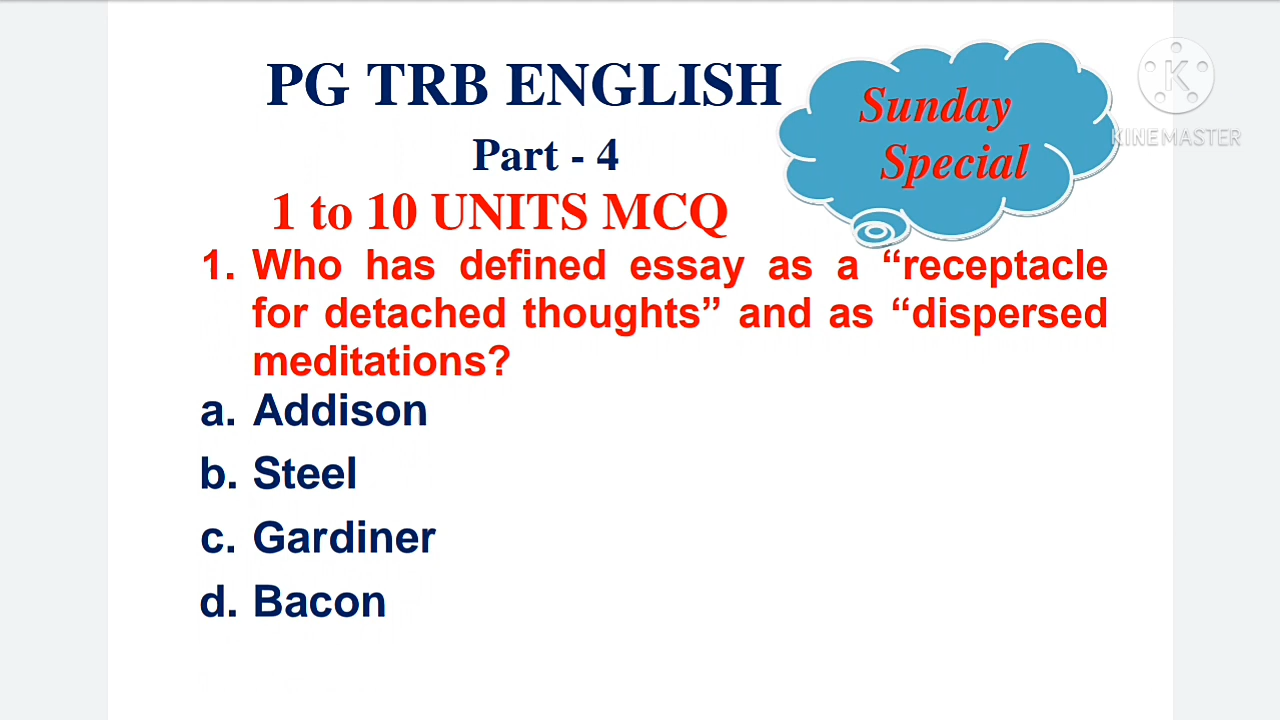 PG TRB ENGLISH
Part - 4
1 to 10 UNITS MCQ
Sunday
Special
K
KINEMASTER
1. Who has defined essay as a “receptacle
for detached thoughts” and as “dispersed
meditations?
a. Addison
b. Steel
c. Gardiner
d. Bacon